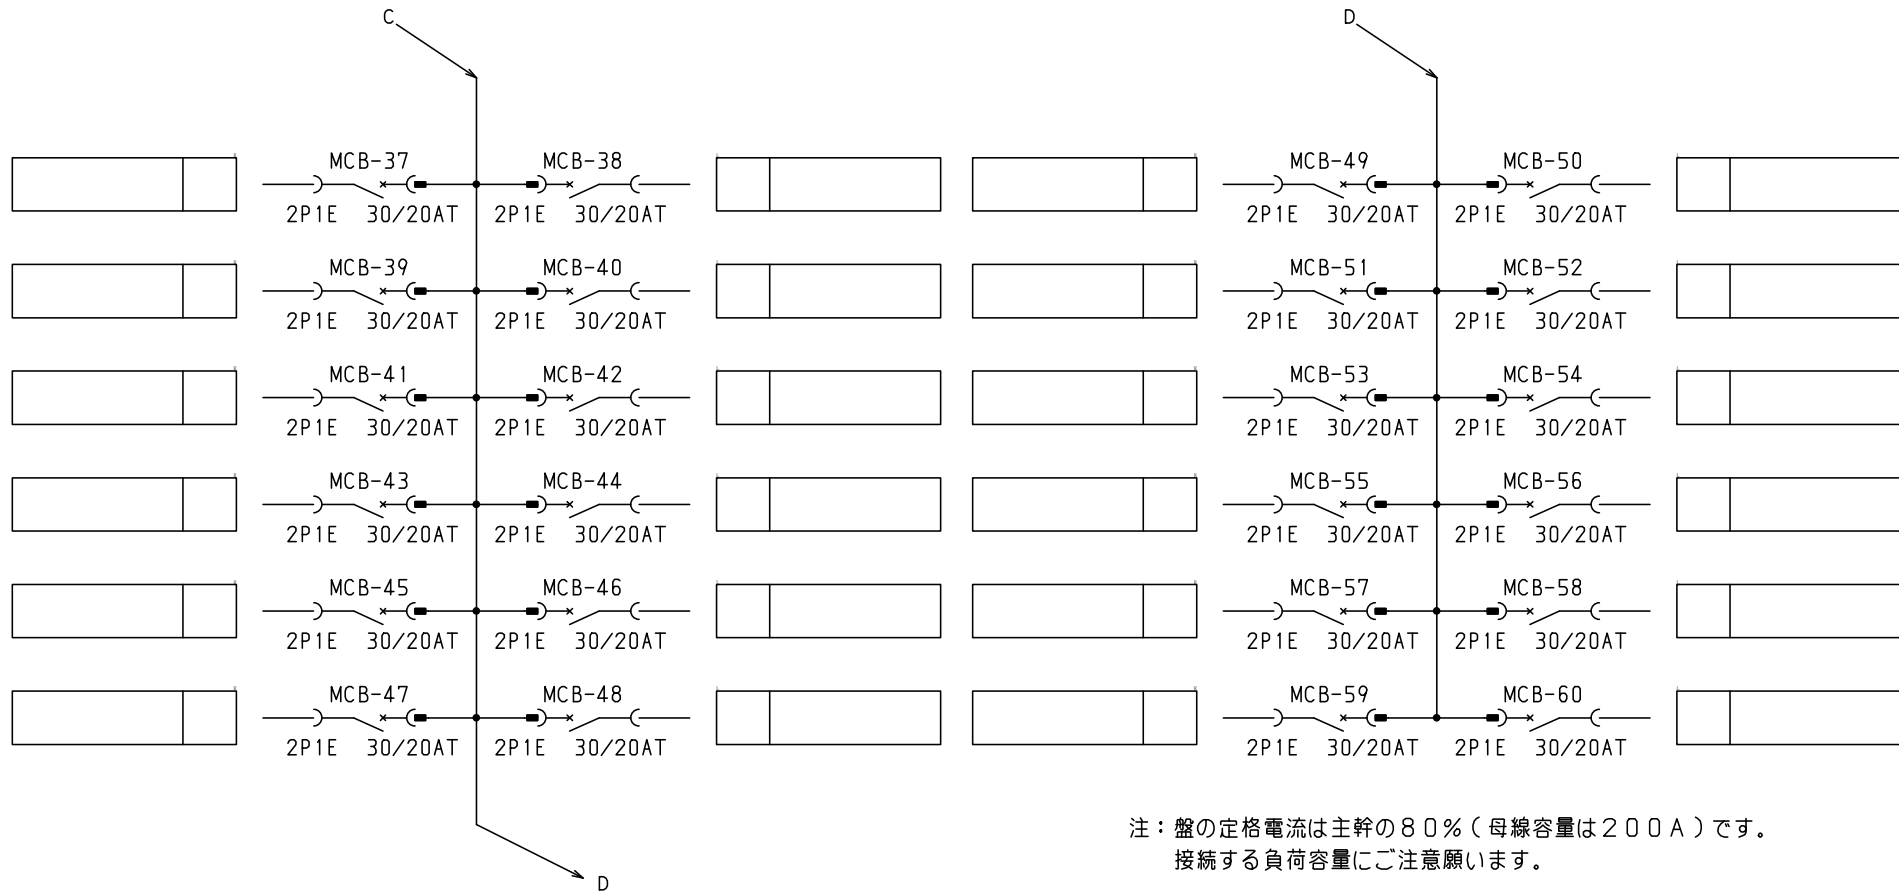 C
D
MCB-37 MCB-38 MCB-49 MCB-50
2P1E 30/20AT 2P1E 30/20AT 2P1E 30/20AT 2P1E 30/20AT
MCB-39 MCB-40 MCB-51 MCB-52
2P1E 30/20AT 2P1E 30/20AT 2P1E 30/20AT 2P1E 30/20AT
MCB-41 MCB-42 MCB-53 MCB-54
2P1E 30/20AT 2P1E 30/20AT 2P1E 30/20AT 2P1E 30/20AT
MCB-43 MCB-44 MCB-55 MCB-56
2P1E 30/20AT 2P1E 30/20AT 2P1E 30/20AT 2P1E 30/20AT
MCB-45 MCB-46 MCB-57 MCB-58
2P1E 30/20AT 2P1E 30/20AT 2P1E 30/20AT 2P1E 30/20AT
MCB-47 MCB-48 MCB-59 MCB-60
2P1E 30/20AT 2P1E 30/20AT 2P1E 30/20AT 2P1E 30/20AT
注：盤の定格電流は主幹の８０％（母線容量は２００Ａ）です。
接続する負荷容量にご注意願います。
D